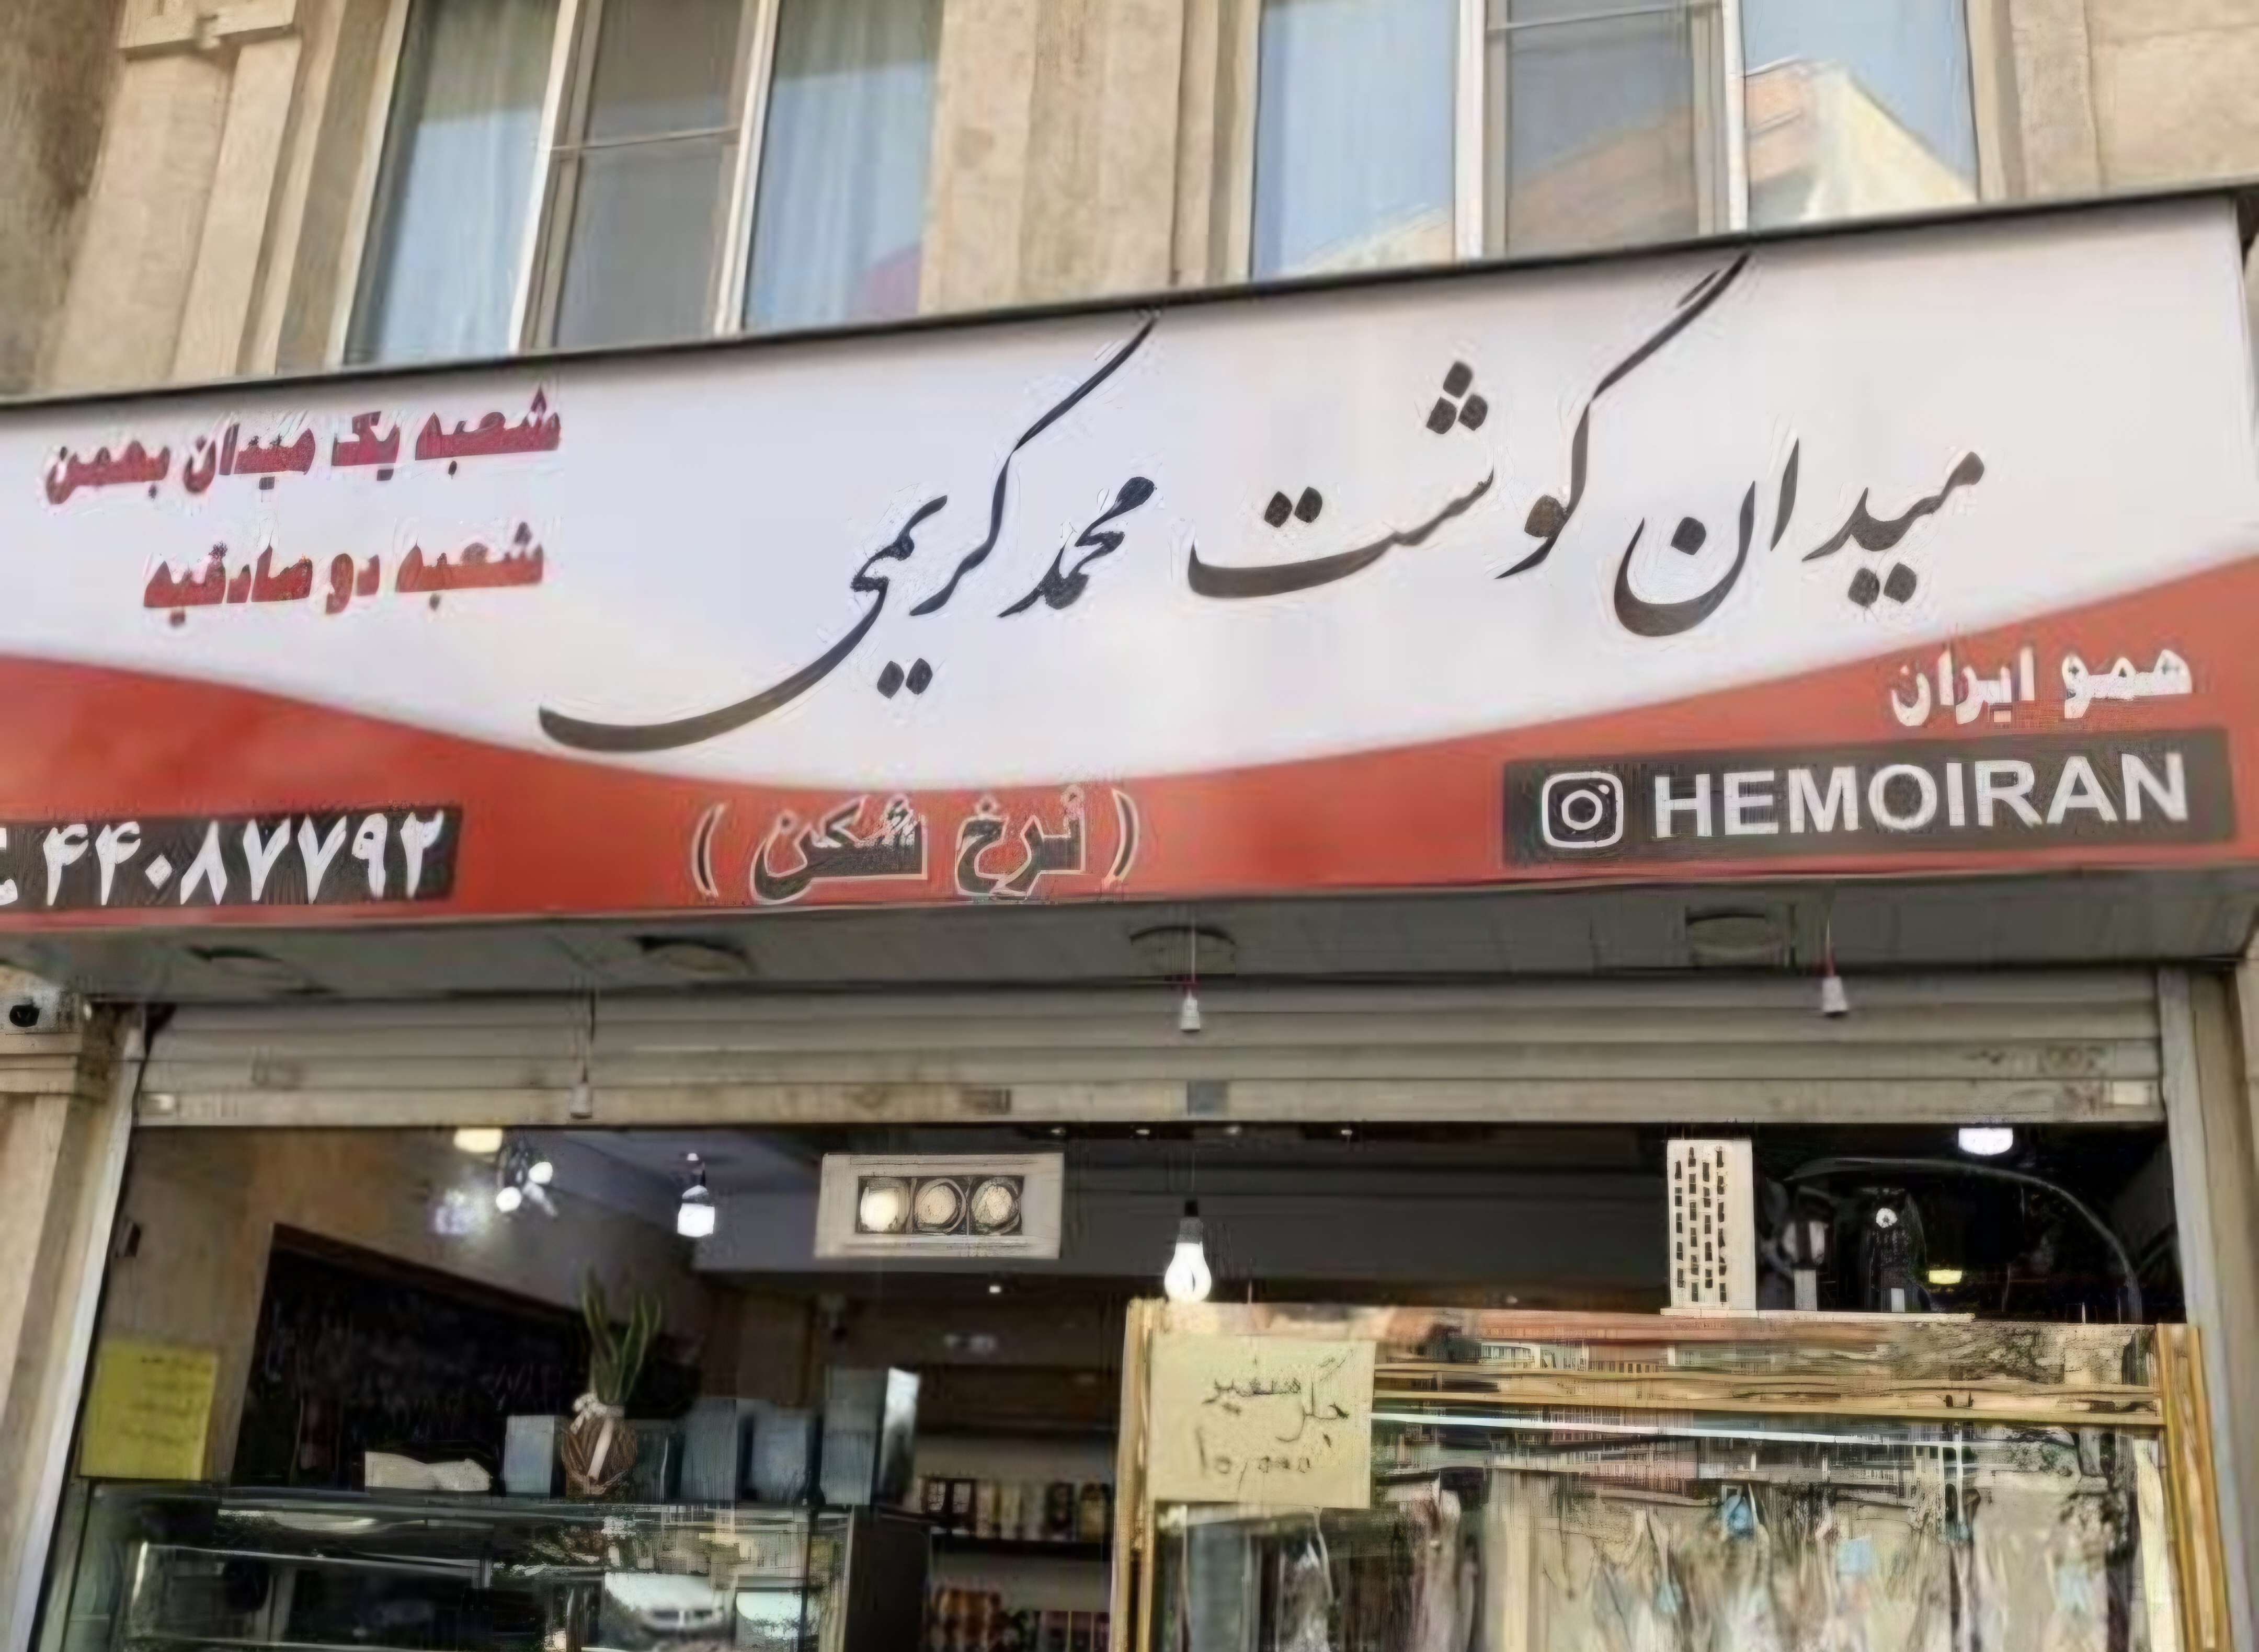 میدان گوشت محمد کریمی
شعبه یک میدان بهمن
شعبه دو صادقیه
همو ایران
HEMOIRAN
( نرخ شکن )
۴۴۰۸۷۷۹۲
جگر سفید